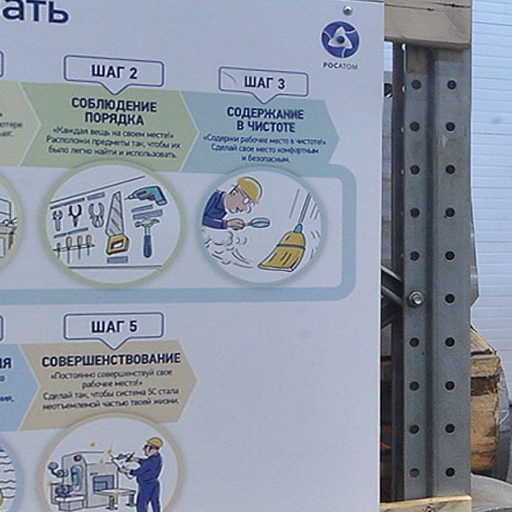 ать
РОСАТОМ
ШАГ 2
СОБЛЮДЕНИЕ
ПОРЯДКА
«Каждая вещь на своем месте!»
Расположи предметы так, чтобы их
было легко найти и использовать.
ШАГ 3
СОДЕРЖАНИЕ
В ЧИСТОТЕ
«Содержи рабочее место в чистоте!»
Сделай свое место комфортным
и безопасным.
ШАГ 5
СОВЕРШЕНСТВОВАНИЕ
«Постоянно совершенствуй свое
рабочее место!»
Сделай так, чтобы система 5С стала
неотъемлемой частью твоей жизни.